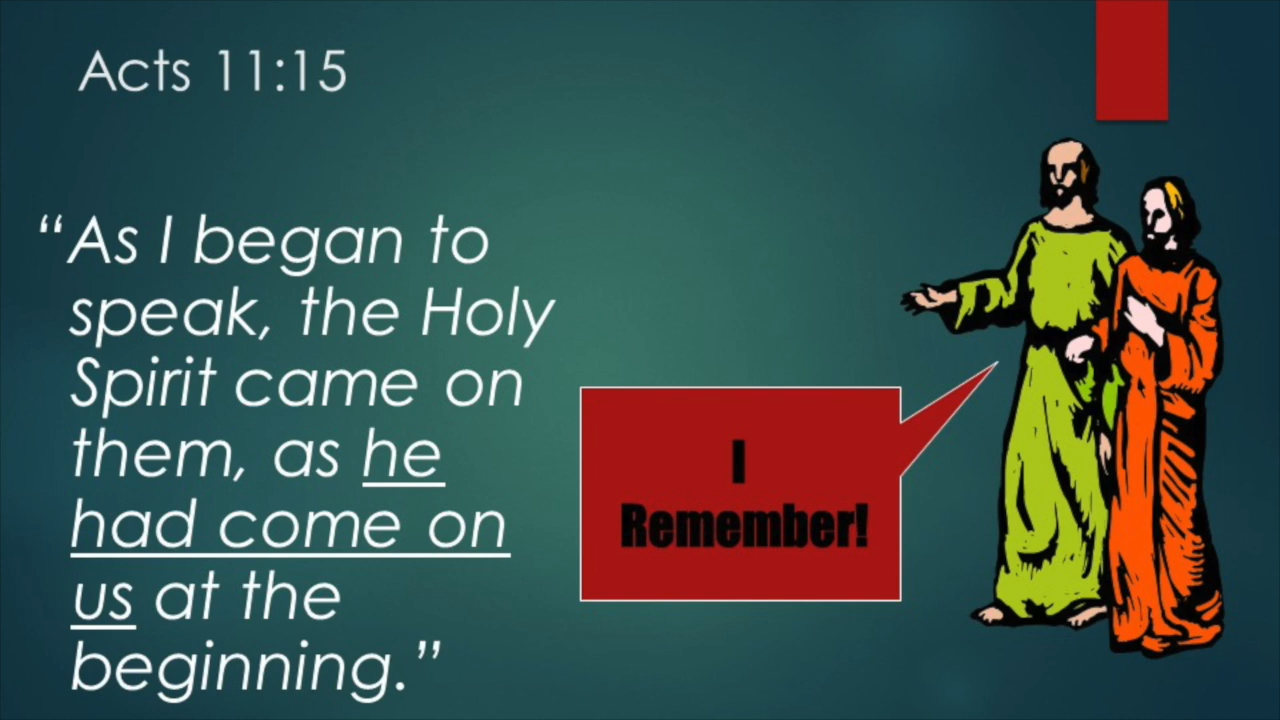 Acts 11:15
“As I began to
speak, the Holy
Spirit came on
them, as he
had come on
us at the
beginning.”
I
Remember!